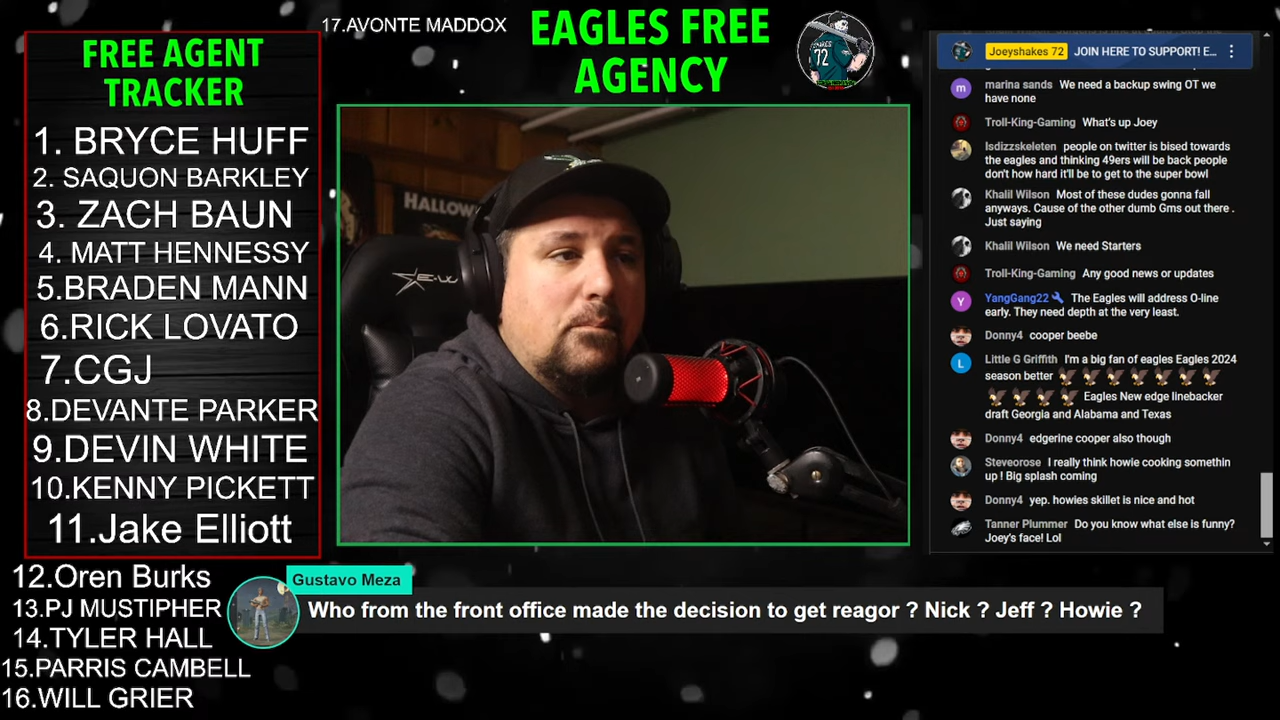 17.AVONTE MADDOX
EAGLES FREE
AGENCY
FREE AGENT
TRACKER
1. BRYCE HUFF
2. SAQUON BARKLEY
3. ZACH BAUN
4. MATT HENNESSY
5.BRADEN MANN
6.RICK LOVATO
7.CGJ
8.DEVANTE PARKER
9.DEVIN WHITE
10.KENNY PICKETT
11.Jake Elliott
12.Oren Burks
13.PJ MUSTIPHER
14.TYLER HALL
15.PARRIS CAMBELL
16.WILL GRIER
72
HALLOW
Joeyshakes 72 JOIN HERE TO SUPPORT! E...
m
marina sands We need a backup swing OT we
have none
Troll-King-Gaming What's up Joey
Isdizzskeleten people on twitter is bised towards
the eagles and thinking 49ers will be back people
don't how hard it'll be to get to the super bowl
Khalil Wilson Most of these dudes gonna fall
anyways. Cause of the other dumb Gms out there .
Just saying
Khalil Wilson We need Starters
Troll-King-Gaming Any good news or updates
Y
YangGang22 The Eagles will address O-line
early. They need depth at the very least.
Donny4 cooper beebe
L
Little G Griffith I'm a big fan of eagles Eagles 2024
season better 🦅🦅🦅🦅🦅🦅🦅
🦅🦅🦅🦅 Eagles New edge linebacker
draft Georgia and Alabama and Texas
Donny4 edgerine cooper also though
Steveorose I really think howie cooking somethin
up ! Big splash coming
Donny4 yep. howies skillet is nice and hot
Tanner Plummer Do you know what else is funny?
Joey's face! Lol
Gustavo Meza
Who from the front office made the decision to get reagor ? Nick ? Jeff ? Howie ?